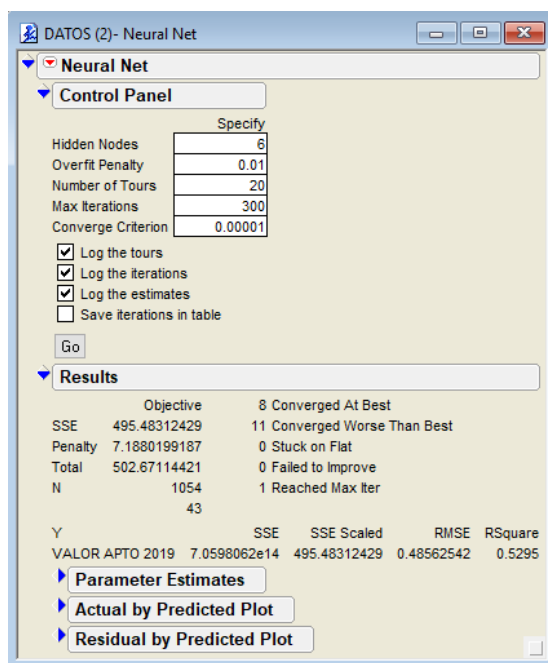 DATOS (2)- Neural Net
Neural Net
Control Panel
Specify
Hidden Nodes 6
Overfit Penalty 0.01
Number of Tours 20
Max Iterations 300
Converge Criterion 0.00001
Log the tours
Log the iterations
Log the estimates
Save iterations in table
Go
Results
Objective 8 Converged At Best
SSE 495.48312429 11 Converged Worse Than Best
Penalty 7.1880199187 0 Stuck on Flat
Total 502.67114421 0 Failed to Improve
N 1054 1 Reached Max Iter
43
Y SSE SSE Scaled RMSE RSquare
VALOR APTO 2019 7.0598062e14 495.48312429 0.48562542 0.5295
Parameter Estimates
Actual by Predicted Plot
Residual by Predicted Plot